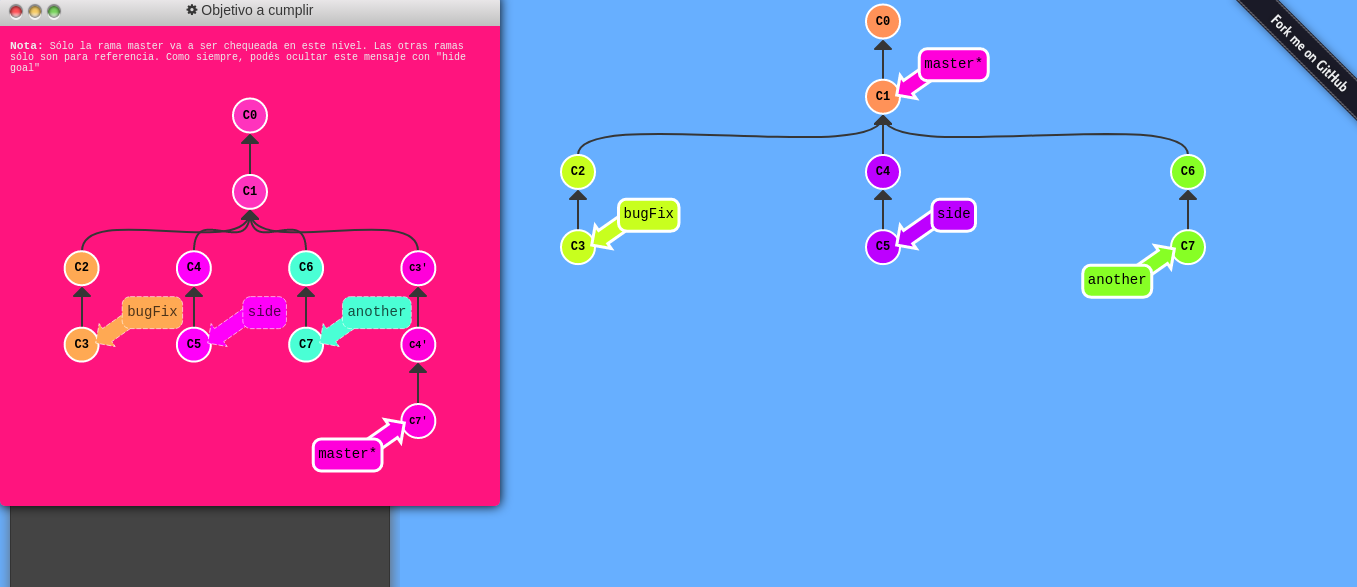 Objetivo a cumplir
Nota: Sólo la rama master va a ser chequeada en este nivel. Las otras ramas
sólo son para referencia. Como siempre, podés ocultar este mensaje con "hide
goal"
C0
C1
C2
C4
C6
C3'
bugFix
side
another
C3
C5
C7
C4'
C7'
master*
C0
master*
C1
C2
C4
C6
bugFix
side
C3
C5
C7
another
Fork me on GitHub